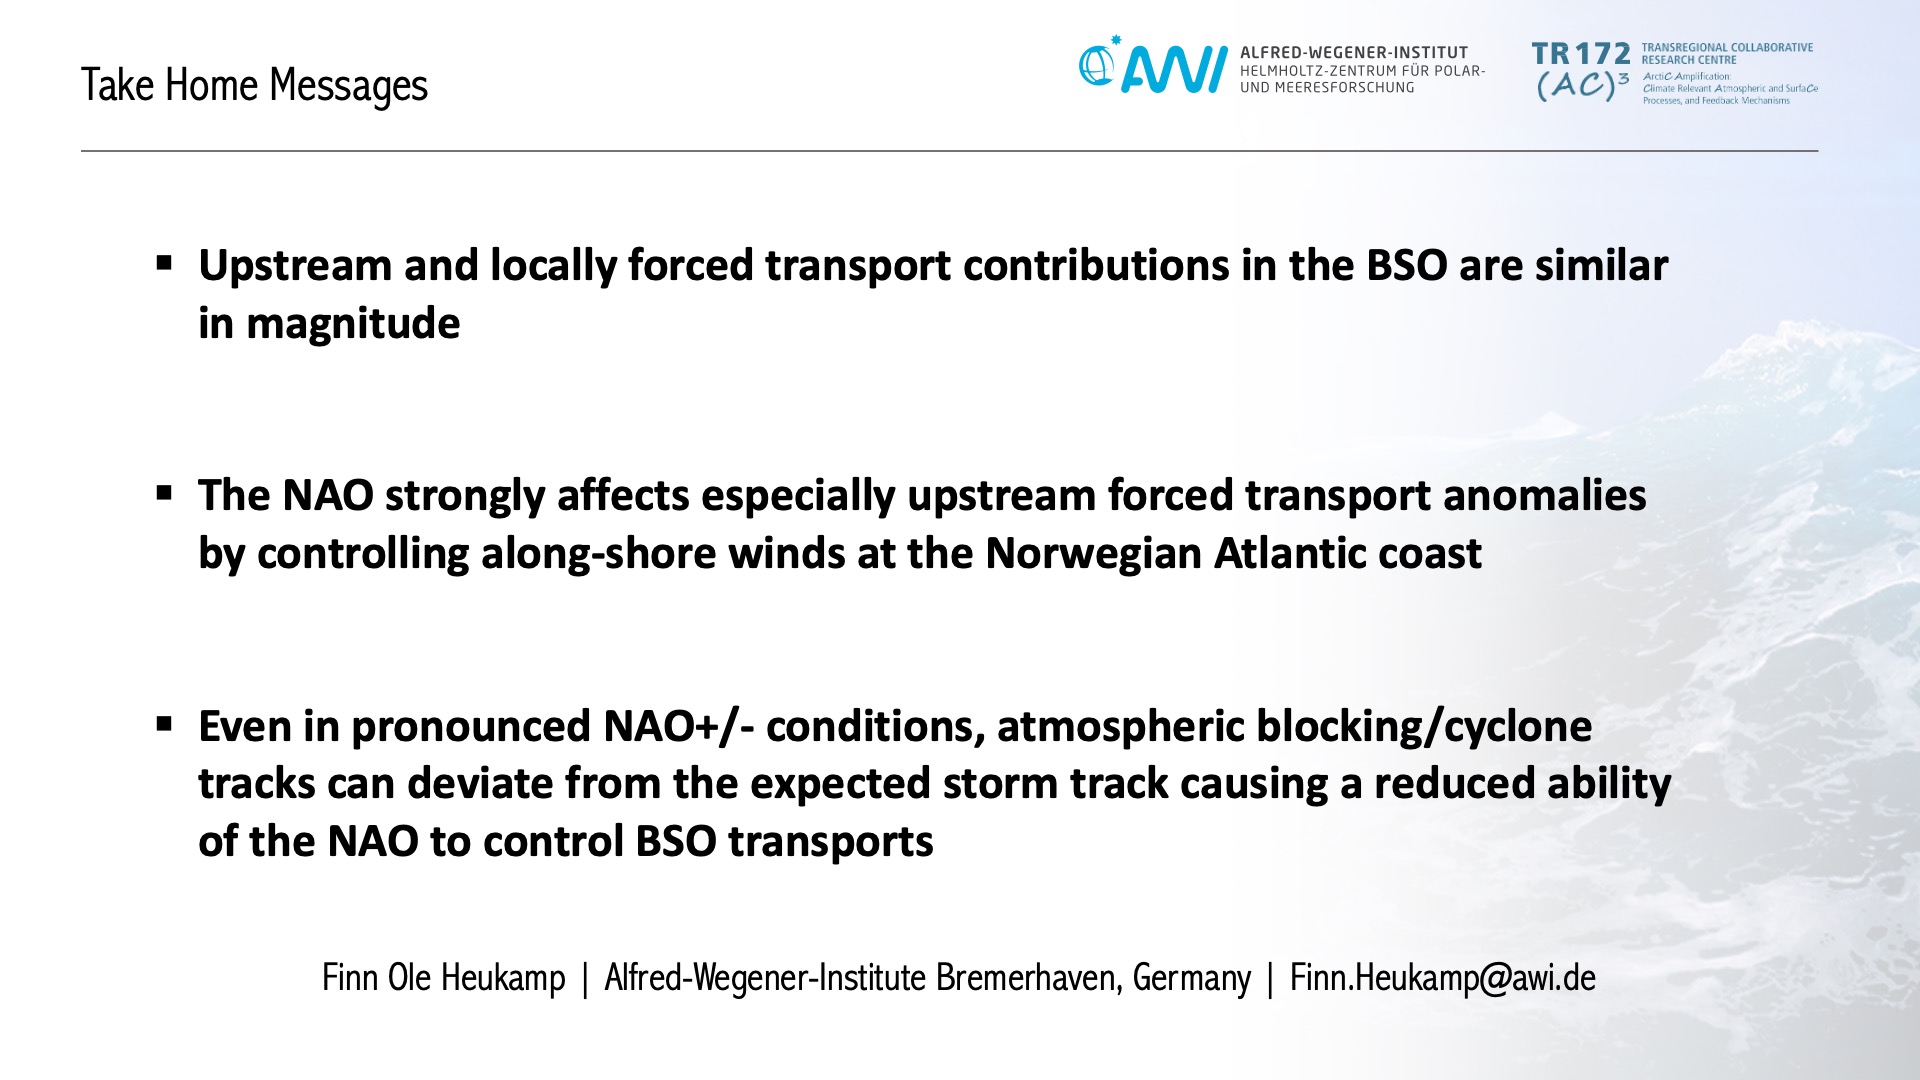 Take Home Messages
AWI
ALFRED-WEGENER-INSTITUT
HELMHOLTZ-ZENTRUM FÜR POLAR-
UND MEERESFORSCHUNG
TR 172
(AC)³
TRANSREGIONAL COLLABORATIVE
RESEARCH CENTRE
ArctiC Amplification:
Climate Relevant Atmospheric and SurfaCe
Processes, and Feedback Mechanisms
▪ Upstream and locally forced transport contributions in the BSO are similar
in magnitude
▪ The NAO strongly affects especially upstream forced transport anomalies
by controlling along-shore winds at the Norwegian Atlantic coast
▪ Even in pronounced NAO+/- conditions, atmospheric blocking/cyclone
tracks can deviate from the expected storm track causing a reduced ability
of the NAO to control BSO transports
Finn Ole Heukamp | Alfred-Wegener-Institute Bremerhaven, Germany | Finn.Heukamp@awi.de